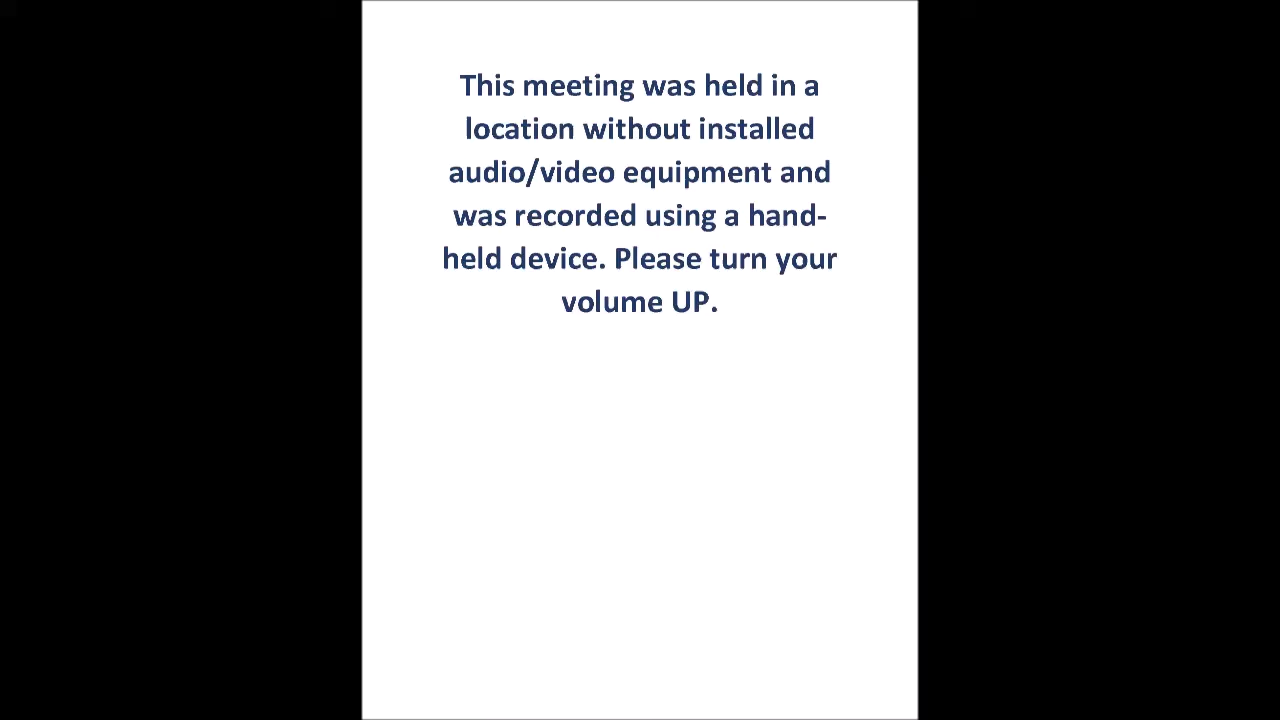 This meeting was held in a
location without installed
audio/video equipment and
was recorded using a hand-
held device. Please turn your
volume UP.